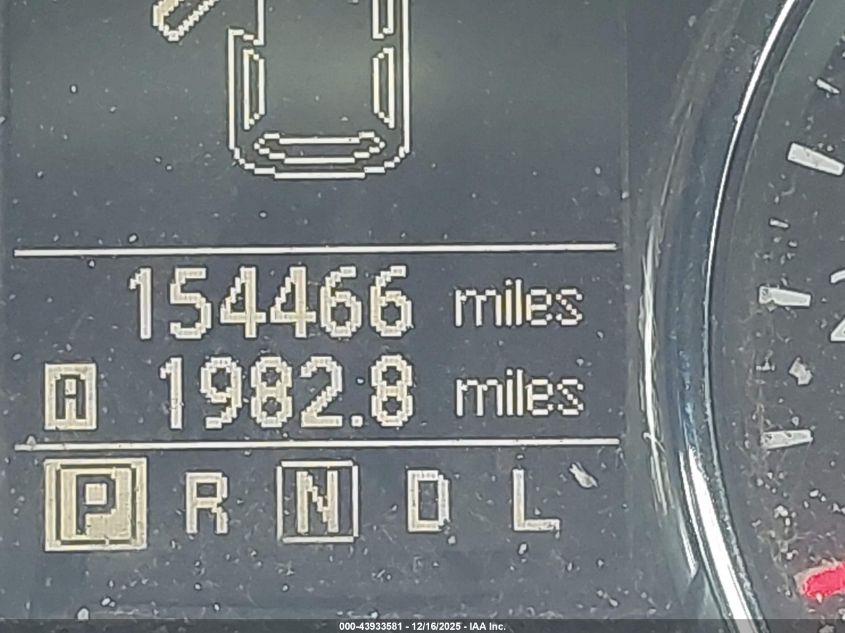 154466 miles
A 1982.8 miles
P R N D L
000-43933581 - 12/16/2025 - IAA Inc.